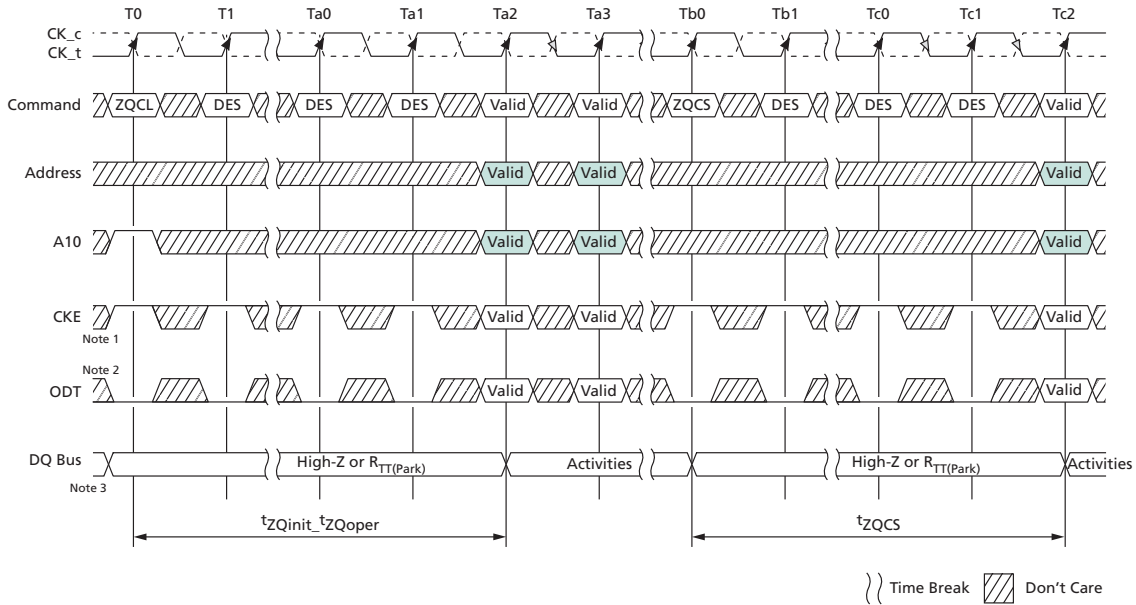 T0 T1 Ta0 Ta1 Ta2 Ta3 Tb0 Tb1 Tc0 Tc1 Tc2
CK_c
CK_t
Command ZQCL DES DES DES Valid Valid ZQCS DES DES DES Valid
Address Valid Valid Valid
A10 Valid Valid Valid
CKE Valid Valid Valid
Note 1
Note 2
ODT Valid Valid Valid
DQ Bus High-Z or RTT(Park) Activities High-Z or RTT(Park) Activities
Note 3
tZQinit_tZQoper tZQCS
Time Break Don't Care